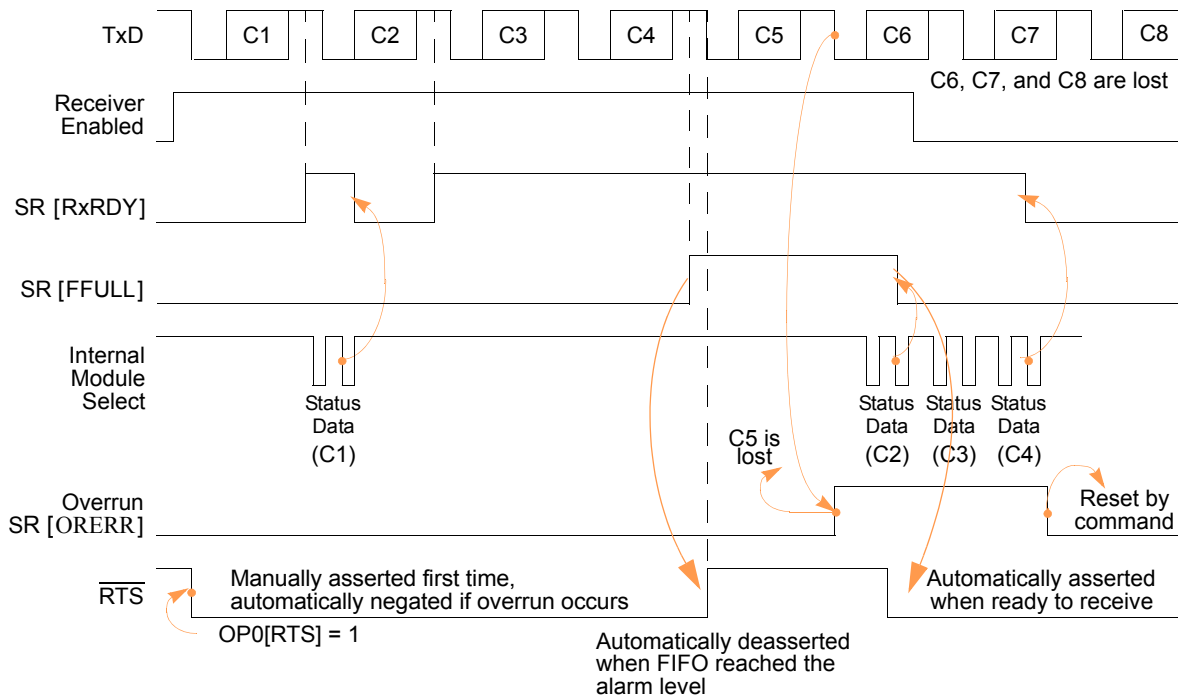 TxD
C1
C2
C3
C4
C5
C6
C7
C8
C6, C7, and C8 are lost
Receiver
Enabled
SR [RxRDY]
SR [FFULL]
Internal
Module
Select
Status
Data
(C1)
Status
Data
(C2)
Status
Data
(C3)
Status
Data
(C4)
C5 is
lost
Overrun
SR [ORERR]
Reset by
command
RTS
Manually asserted first time,
automatically negated if overrun occurs
OP0[RTS] = 1
Automatically asserted
when ready to receive
Automatically deasserted
when FIFO reached the
alarm level